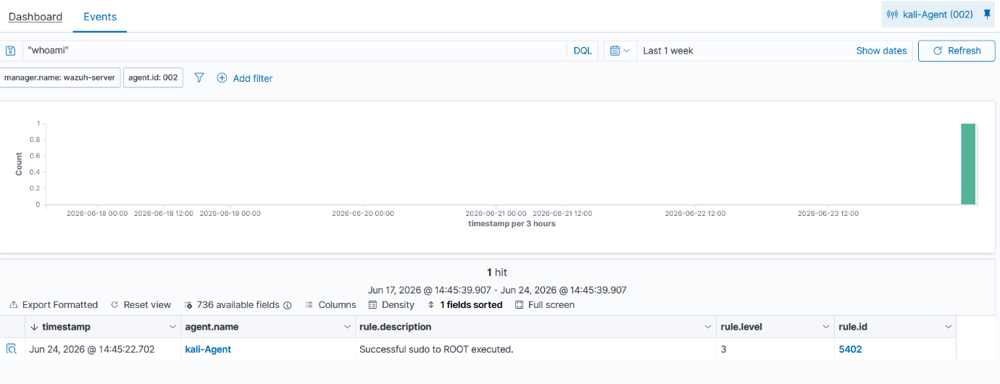 Dashboard Events kali-Agent (002)
"whoami" DQL Last 1 week Show dates Refresh
manager.name: wazuh-server agent.id: 002 Add filter
1
0.8
0.6
0.4
0.2
0
Count
2026-06-18 00:00 2026-06-18 12:00 2026-06-19 00:00 2026-06-20 00:00 2026-06-21 00:00 2026-06-21 12:00 2026-06-22 12:00 2026-06-23 12:00
timestamp per 3 hours
1 hit
Jun 17, 2026 @ 14:45:39.907 - Jun 24, 2026 @ 14:45:39.907
Export Formatted Reset view 736 available fields Columns Density 1 fields sorted Full screen
timestamp agent.name rule.description rule.level rule.id
Jun 24, 2026 @ 14:45:22.702 kali-Agent Successful sudo to ROOT executed. 3 5402